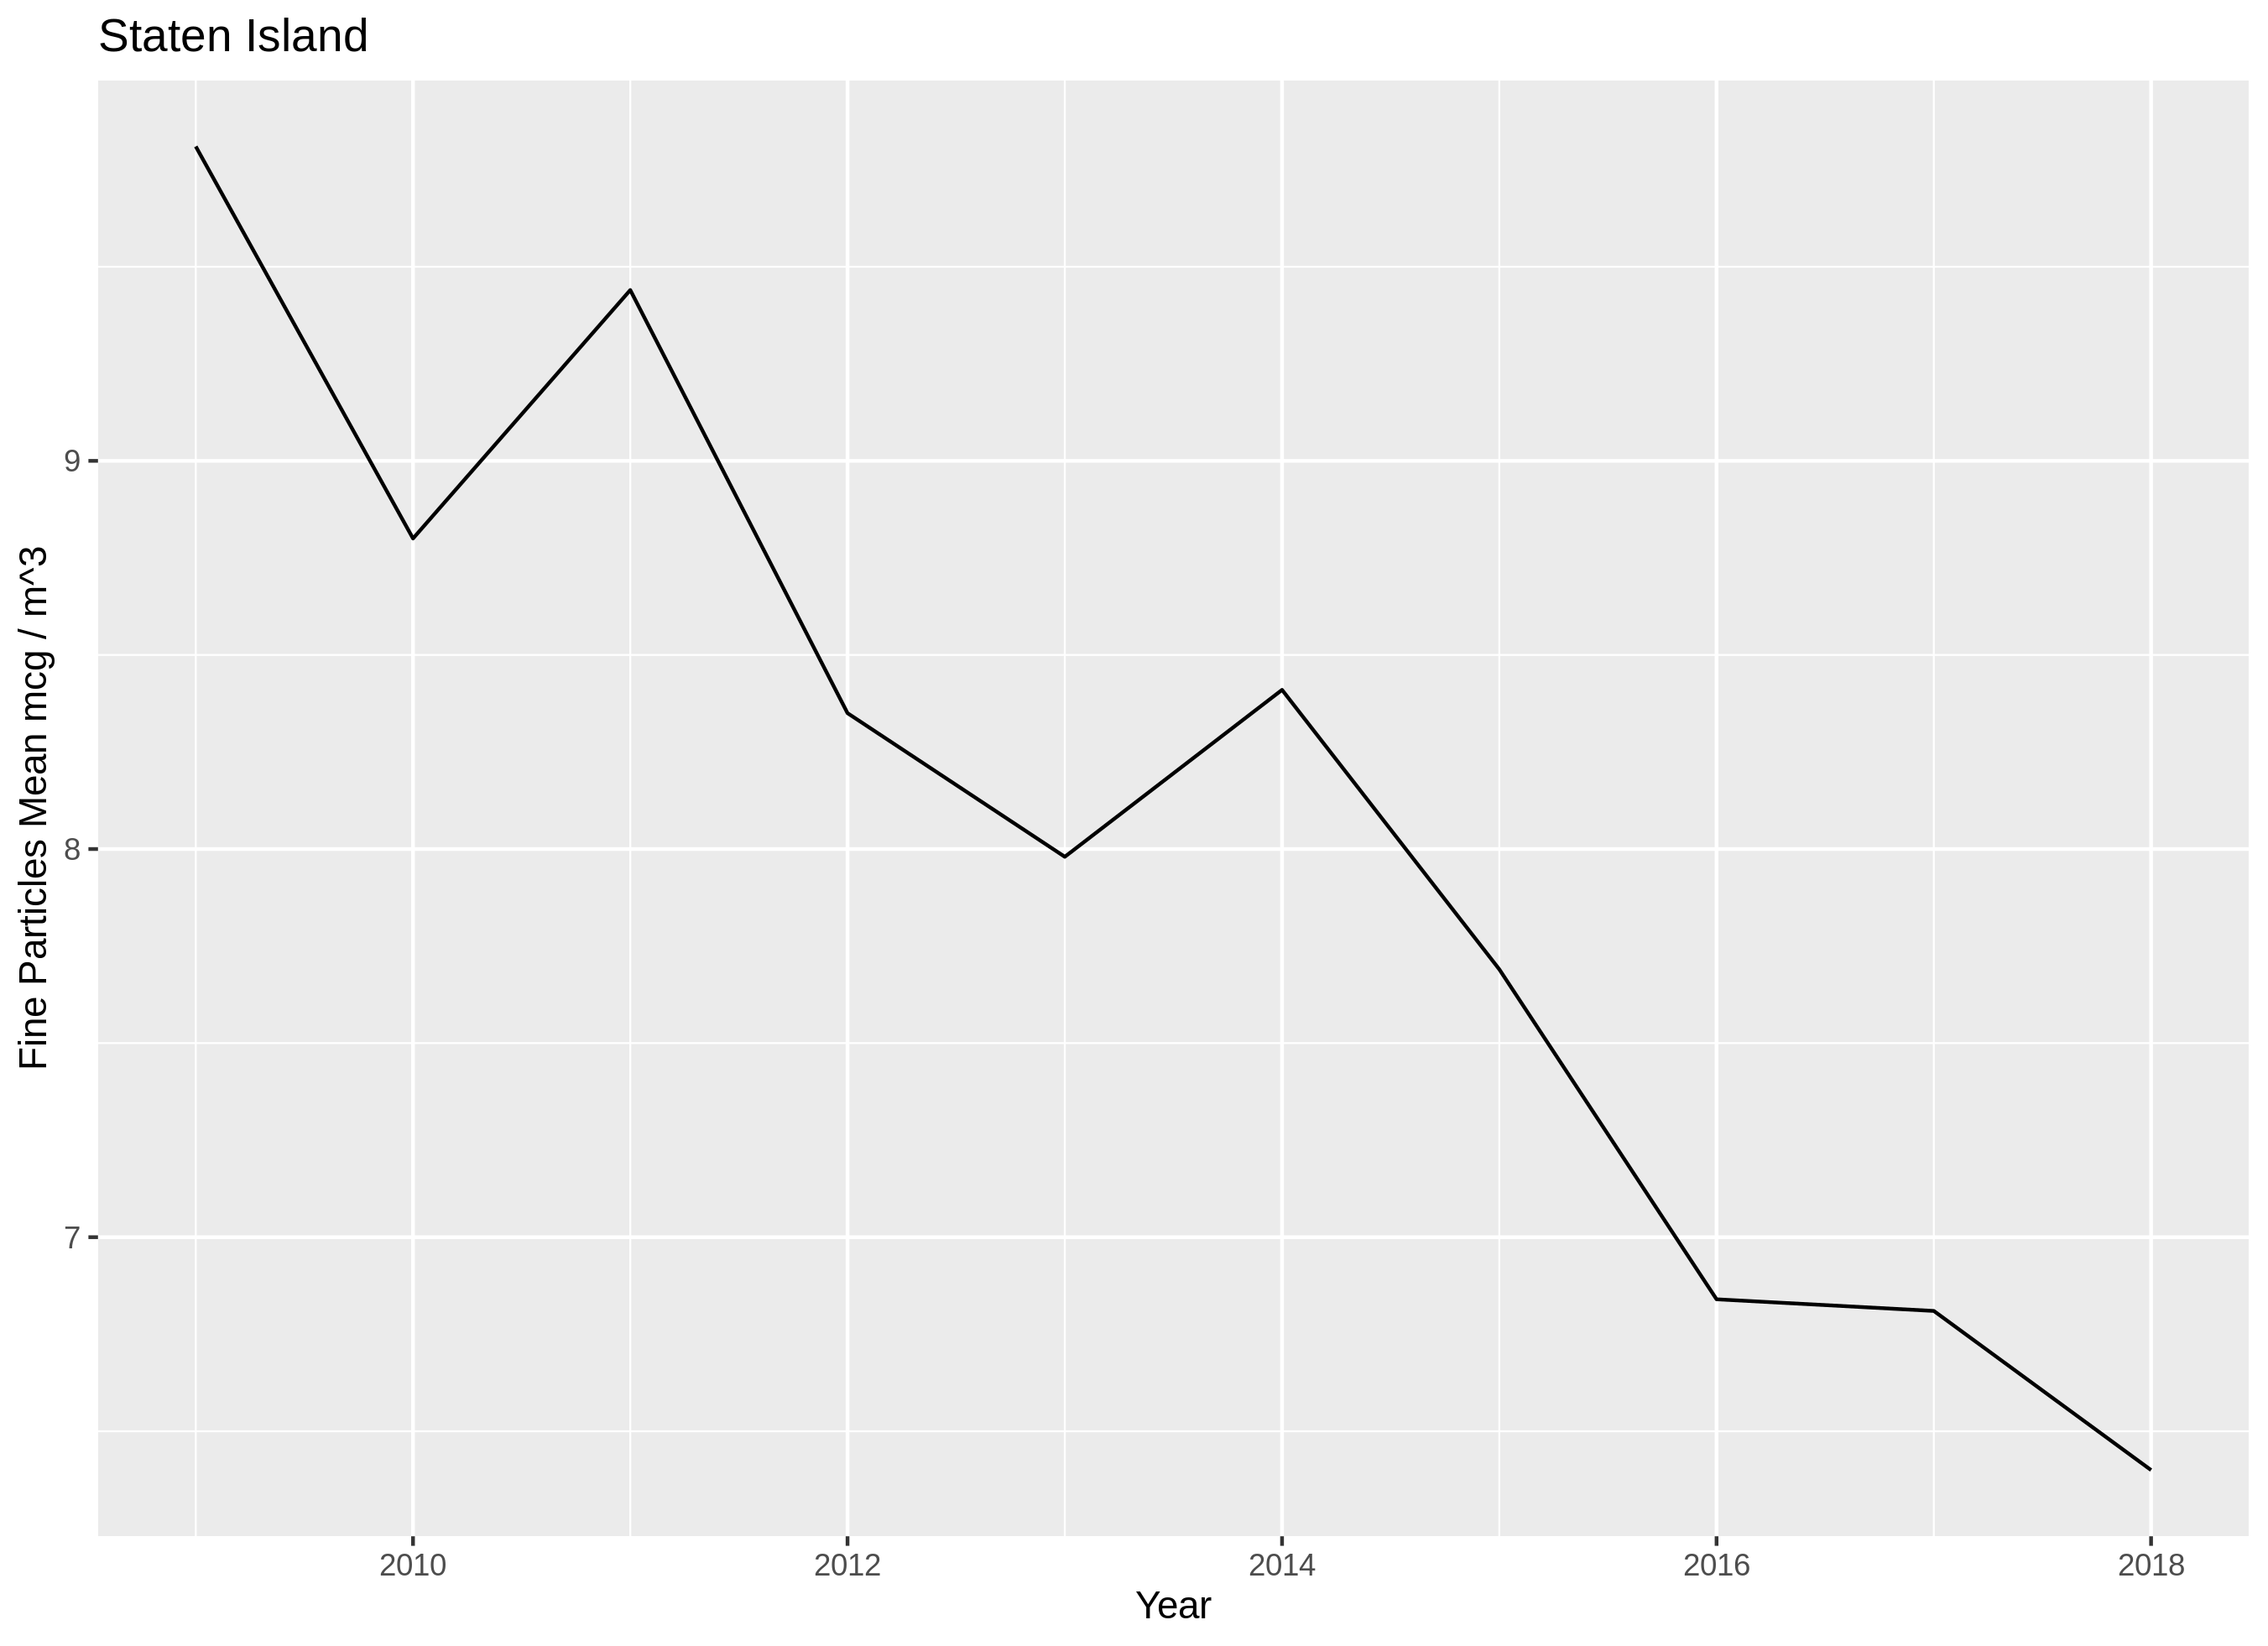 Staten Island
Fine Particles Mean mcg / m^3
9
8
7
2010 2012 2014 2016 2018
Year